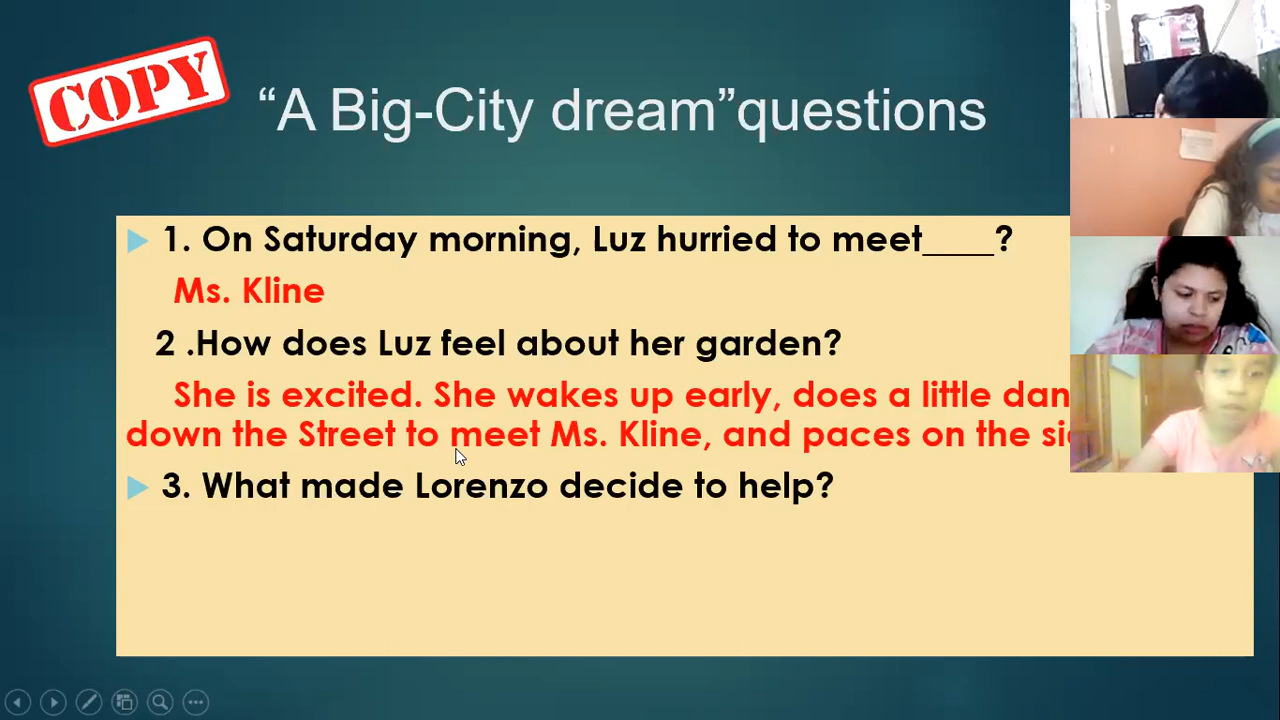 COPY
“A Big-City dream”questions
1. On Saturday morning, Luz hurried to meet____?
Ms. Kline
2 .How does Luz feel about her garden?
She is excited. She wakes up early, does a little
down the Street to meet Ms. Kline, and paces on the
3. What made Lorenzo decide to help?